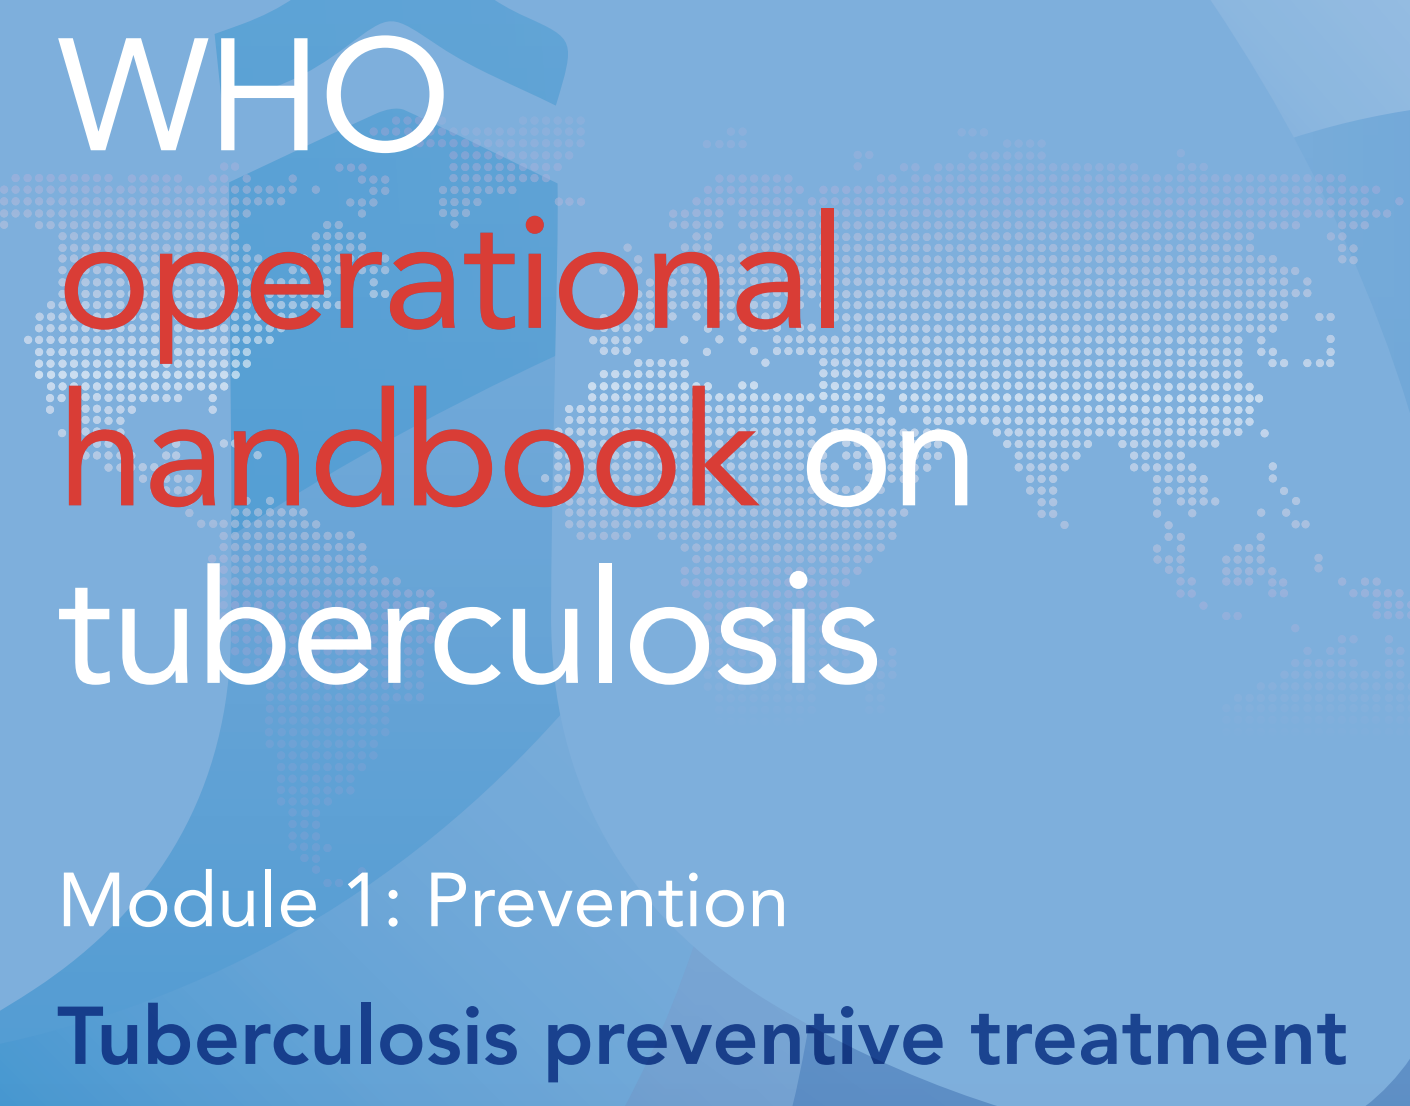 WHO
operational
handbook on
tuberculosis
Module 1: Prevention
Tuberculosis preventive treatment